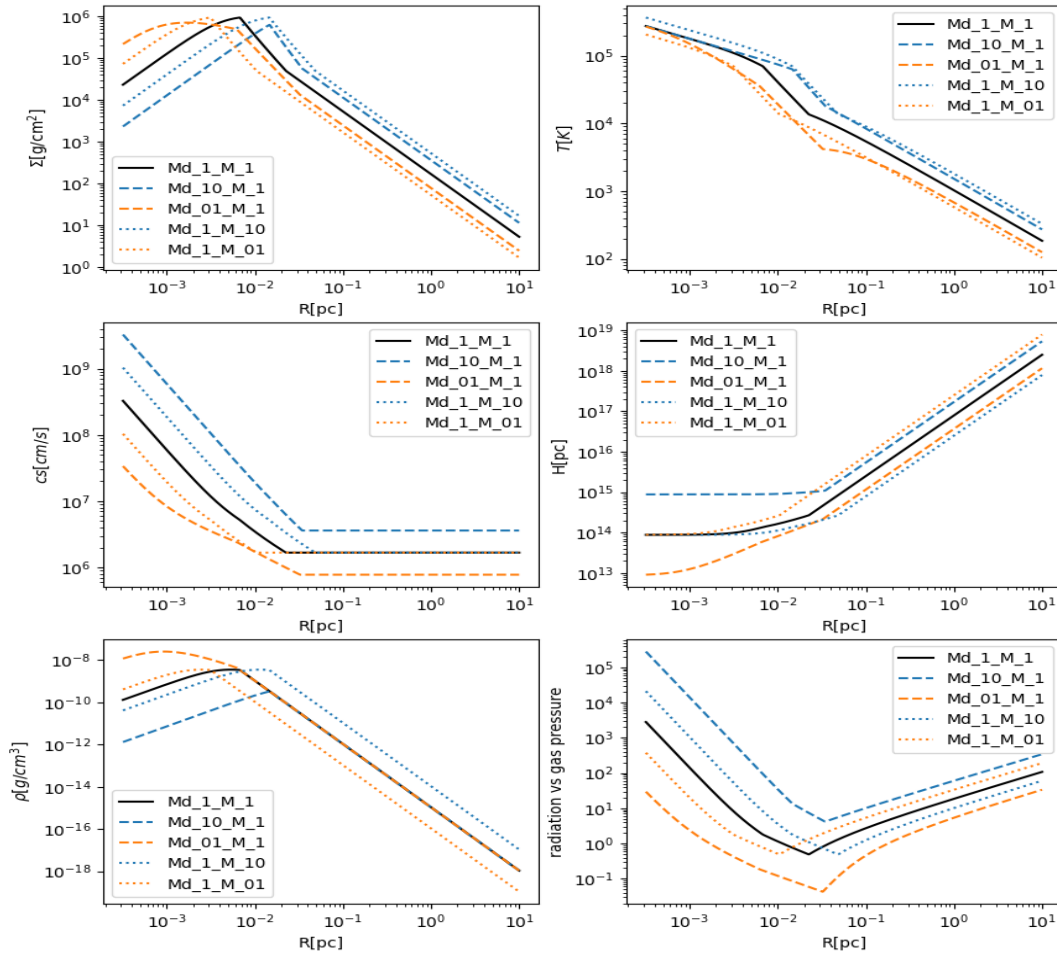 10⁶
10⁵
10⁴
10³
10²
10¹
10⁰
Σ[g/cm²]
Md_1_M_1
Md_10_M_1
Md_01_M_1
Md_1_M_10
Md_1_M_01
10⁻³
10⁻²
10⁻¹
10⁰
10¹
R[pc]
10⁵
10⁴
10³
10²
T[K]
Md_1_M_1
Md_10_M_1
Md_01_M_1
Md_1_M_10
Md_1_M_01
10⁻³
10⁻²
10⁻¹
10⁰
10¹
R[pc]
10⁹
10⁸
10⁷
10⁶
cs[cm/s]
Md_1_M_1
Md_10_M_1
Md_01_M_1
Md_1_M_10
Md_1_M_01
10⁻³
10⁻²
10⁻¹
10⁰
10¹
R[pc]
10¹⁹
10¹⁸
10¹⁷
10¹⁶
10¹⁵
10¹⁴
10¹³
H[pc]
Md_1_M_1
Md_10_M_1
Md_01_M_1
Md_1_M_10
Md_1_M_01
10⁻³
10⁻²
10⁻¹
10⁰
10¹
R[pc]
10⁻⁸
10⁻¹⁰
10⁻¹²
10⁻¹⁴
10⁻¹⁶
10⁻¹⁸
ρ[g/cm³]
Md_1_M_1
Md_10_M_1
Md_01_M_1
Md_1_M_10
Md_1_M_01
10⁻³
10⁻²
10⁻¹
10⁰
10¹
R[pc]
10⁵
10⁴
10³
10²
10¹
10⁰
10⁻¹
radiation vs gas pressure
Md_1_M_1
Md_10_M_1
Md_01_M_1
Md_1_M_10
Md_1_M_01
10⁻³
10⁻²
10⁻¹
10⁰
10¹
R[pc]